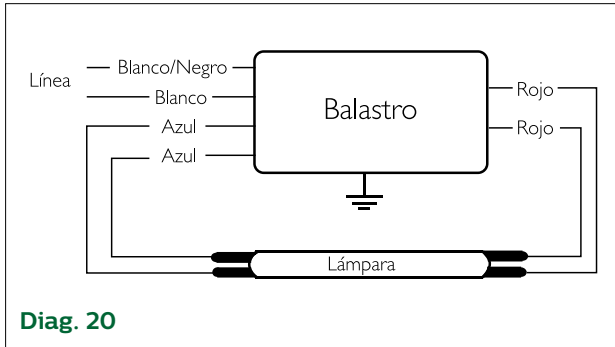 Línea
Blanco/Negro
Blanco
Azul
Azul
Balastro
Rojo
Rojo
Lámpara
Diag. 20